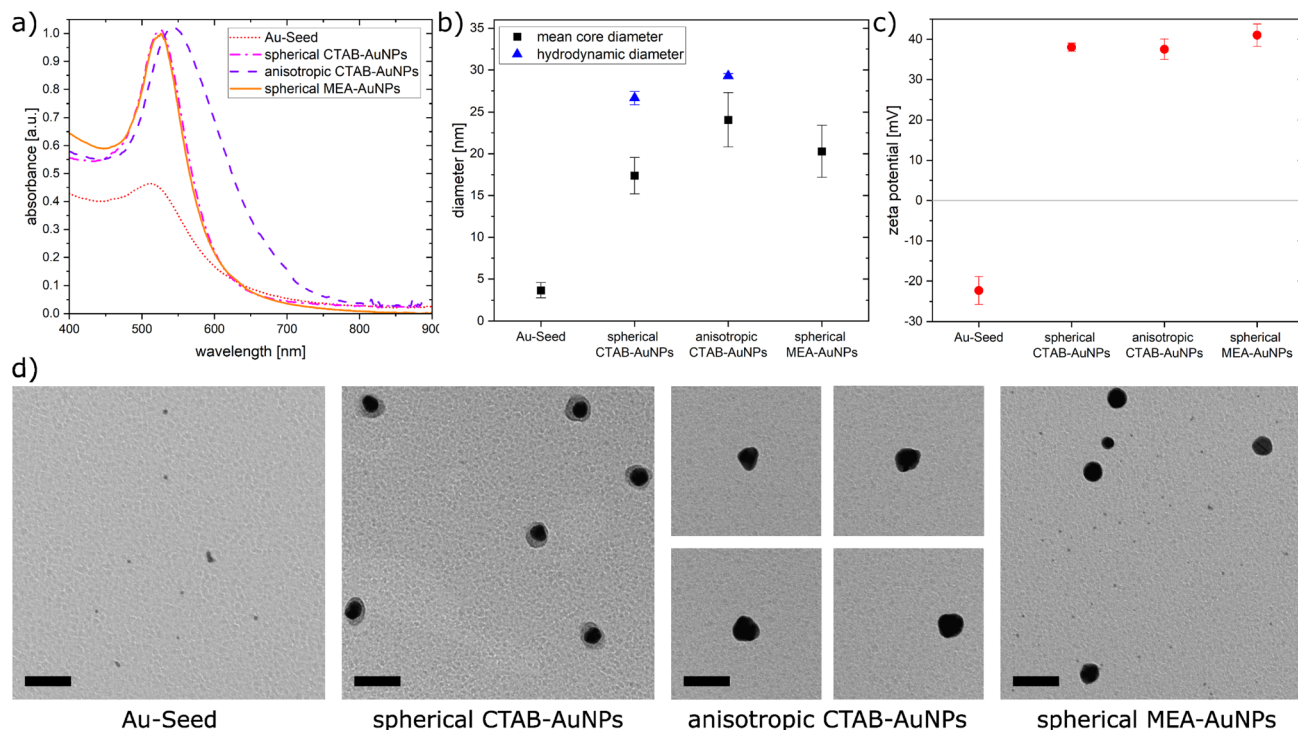 a)
absorbance [a.u.]
1.0
0.9
0.8
0.7
0.6
0.5
0.4
0.3
0.2
0.1
0.0
400 500 600 700 800 900
wavelength [nm]
Au-Seed
spherical CTAB-AuNPs
anisotropic CTAB-AuNPs
spherical MEA-AuNPs
b)
diameter [nm]
35
30
25
20
15
10
5
0
mean core diameter
hydrodynamic diameter
Au-Seed
spherical
CTAB-AuNPs
anisotropic
CTAB-AuNPs
spherical
MEA-AuNPs
c)
zeta potential [mV]
40
30
20
10
0
-10
-20
-30
Au-Seed
spherical
CTAB-AuNPs
anisotropic
CTAB-AuNPs
spherical
MEA-AuNPs
d)
Au-Seed
spherical CTAB-AuNPs
anisotropic CTAB-AuNPs
spherical MEA-AuNPs